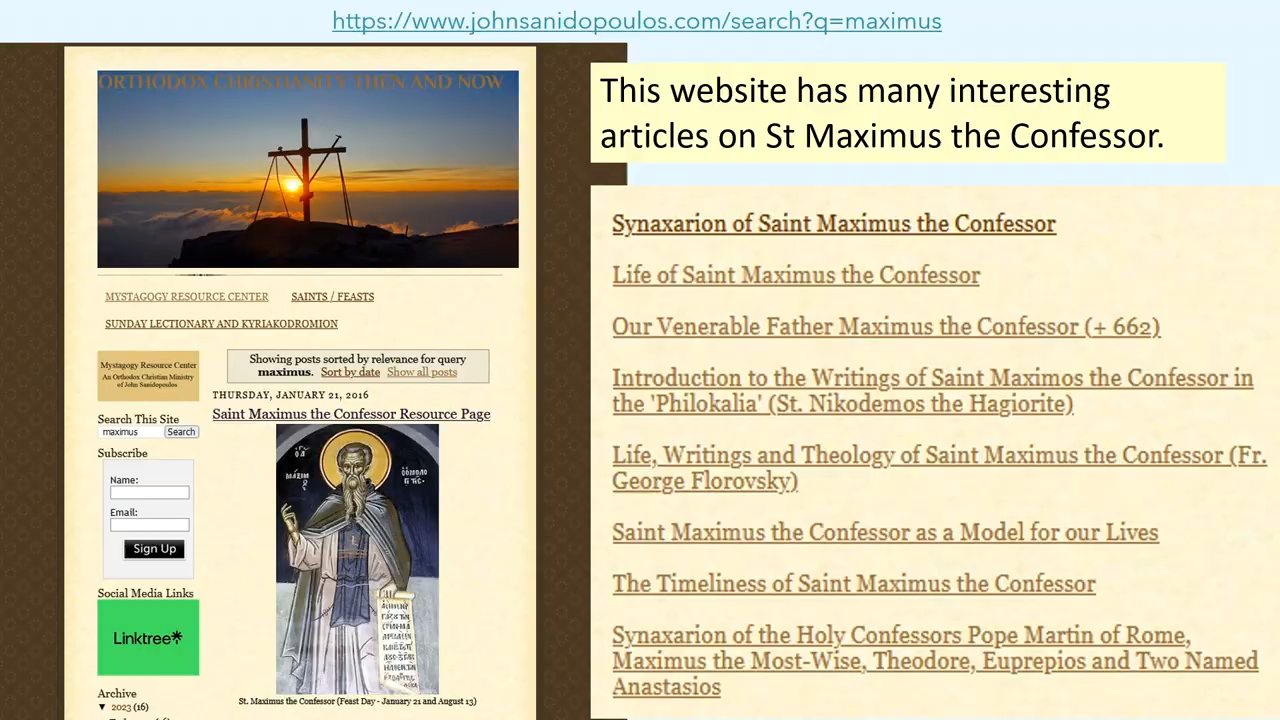 https://www.johnsanidopoulos.com/search?q=maximus
ORTHODOX CHRISTIANITY THEN AND NOW
MYSTAGOGY RESOURCE CENTER SAINTS / FEASTS
SUNDAY LECTIONARY AND KYRIAKODROMION
Mystagogy Resource Center
An Orthodox Christian Ministry
of John Sanidopoulos
Search This Site
maximus Search
Subscribe
Name:
Email:
Sign Up
Social Media Links
Linktree
Archive
▼ 2023 (16)
Showing posts sorted by relevance for query
maximus. Sort by date Show all posts
THURSDAY, JANUARY 21, 2016
Saint Maximus the Confessor Resource Page
St. Maximus the Confessor (Feast Day - January 21 and August 13)
This website has many interesting
articles on St Maximus the Confessor.
Synaxarion of Saint Maximus the Confessor
Life of Saint Maximus the Confessor
Our Venerable Father Maximus the Confessor (+ 662)
Introduction to the Writings of Saint Maximos the Confessor in
the 'Philokalia' (St. Nikodemos the Hagiorite)
Life, Writings and Theology of Saint Maximus the Confessor (Fr.
George Florovsky)
Saint Maximus the Confessor as a Model for our Lives
The Timeliness of Saint Maximus the Confessor
Synaxarion of the Holy Confessors Pope Martin of Rome,
Maximus the Most-Wise, Theodore, Euprepios and Two Named
Anastasios